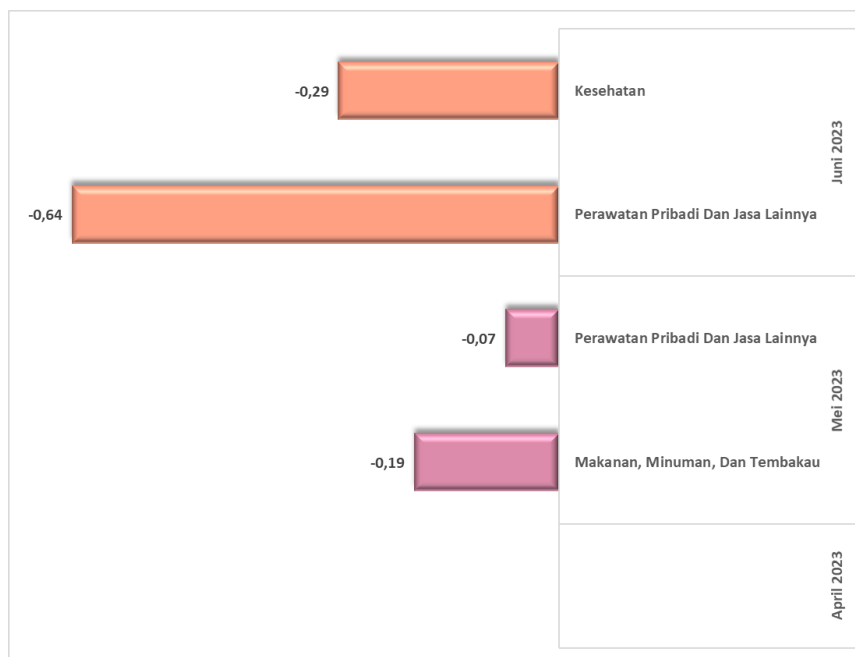 -0,29
Kesehatan
Juni 2023
-0,64
Perawatan Pribadi Dan Jasa Lainnya
-0,07
Perawatan Pribadi Dan Jasa Lainnya
Mei 2023
-0,19
Makanan, Minuman, Dan Tembakau
April 2023